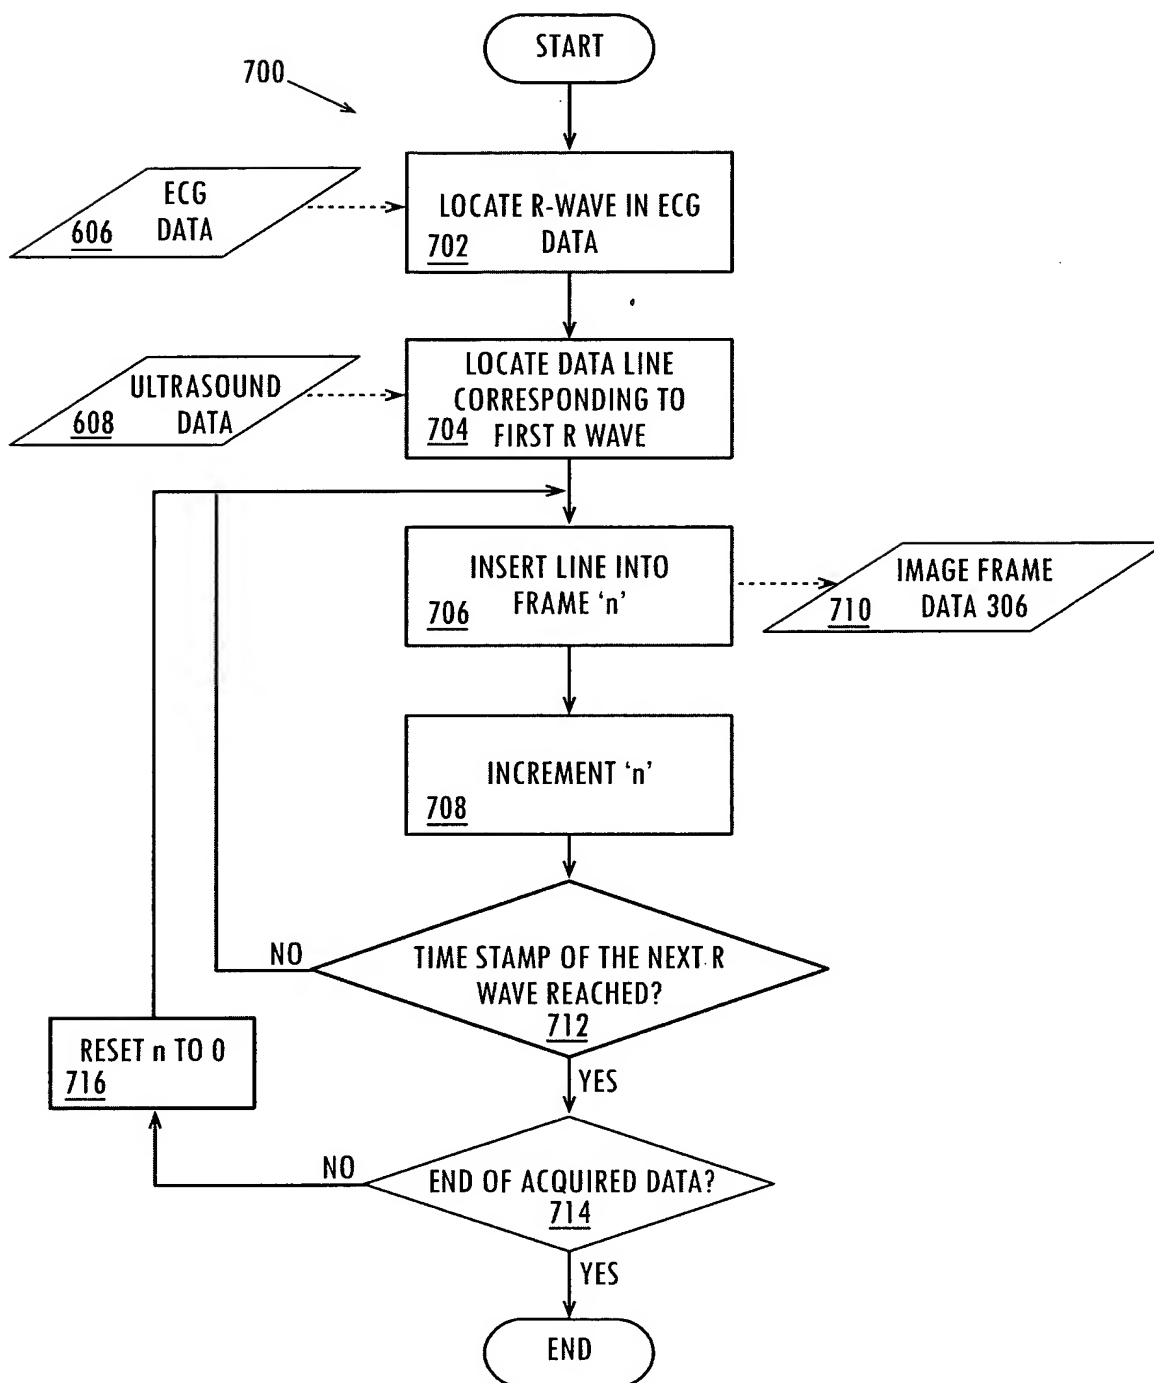 START
700
ECG
DATA
606
LOCATE R-WAVE IN ECG
DATA
702
ULTRASOUND
DATA
608
LOCATE DATA LINE
CORRESPONDING TO
FIRST R WAVE
704
INSERT LINE INTO
FRAME ‘n’
706
IMAGE FRAME
DATA 306
710
INCREMENT ‘n’
708
NO
TIME STAMP OF THE NEXT R
WAVE REACHED?
712
YES
RESET n TO 0
716
NO
END OF ACQUIRED DATA?
714
YES
END